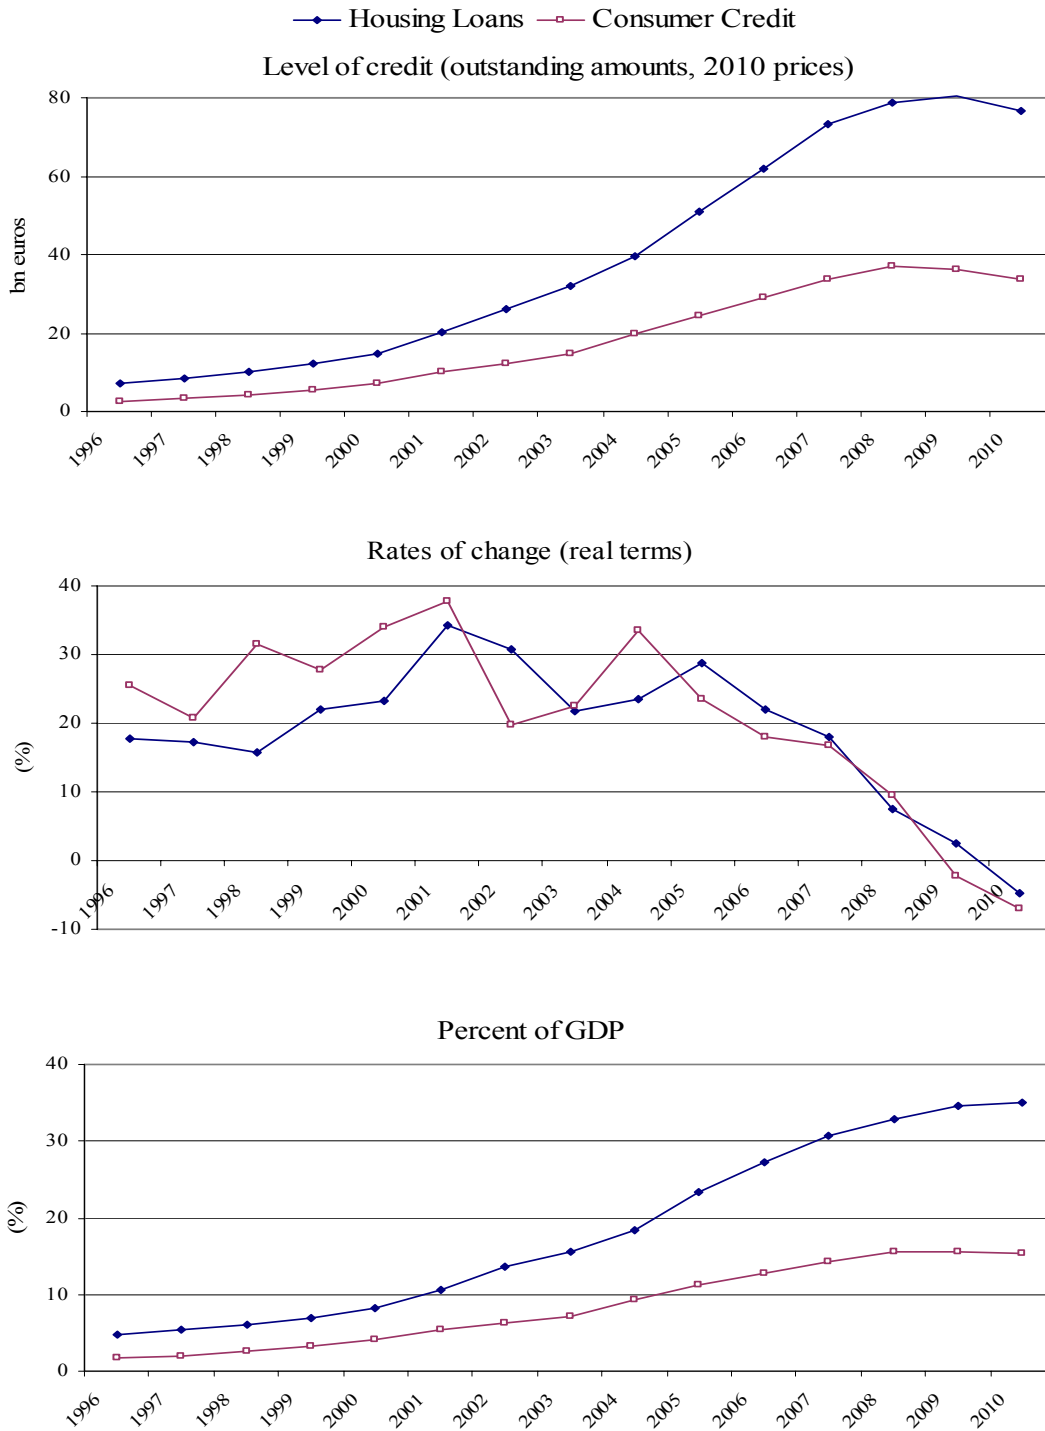 Housing Loans Consumer Credit
Level of credit (outstanding amounts, 2010 prices)
80
60
40
20
0
bn euros
1996 1997 1998 1999 2000 2001 2002 2003 2004 2005 2006 2007 2008 2009 2010
Rates of change (real terms)
40
30
20
10
0
-10
(%)
1996 1997 1998 1999 2000 2001 2002 2003 2004 2005 2006 2007 2008 2009 2010
Percent of GDP
40
30
20
10
0
(%)
1996 1997 1998 1999 2000 2001 2002 2003 2004 2005 2006 2007 2008 2009 2010